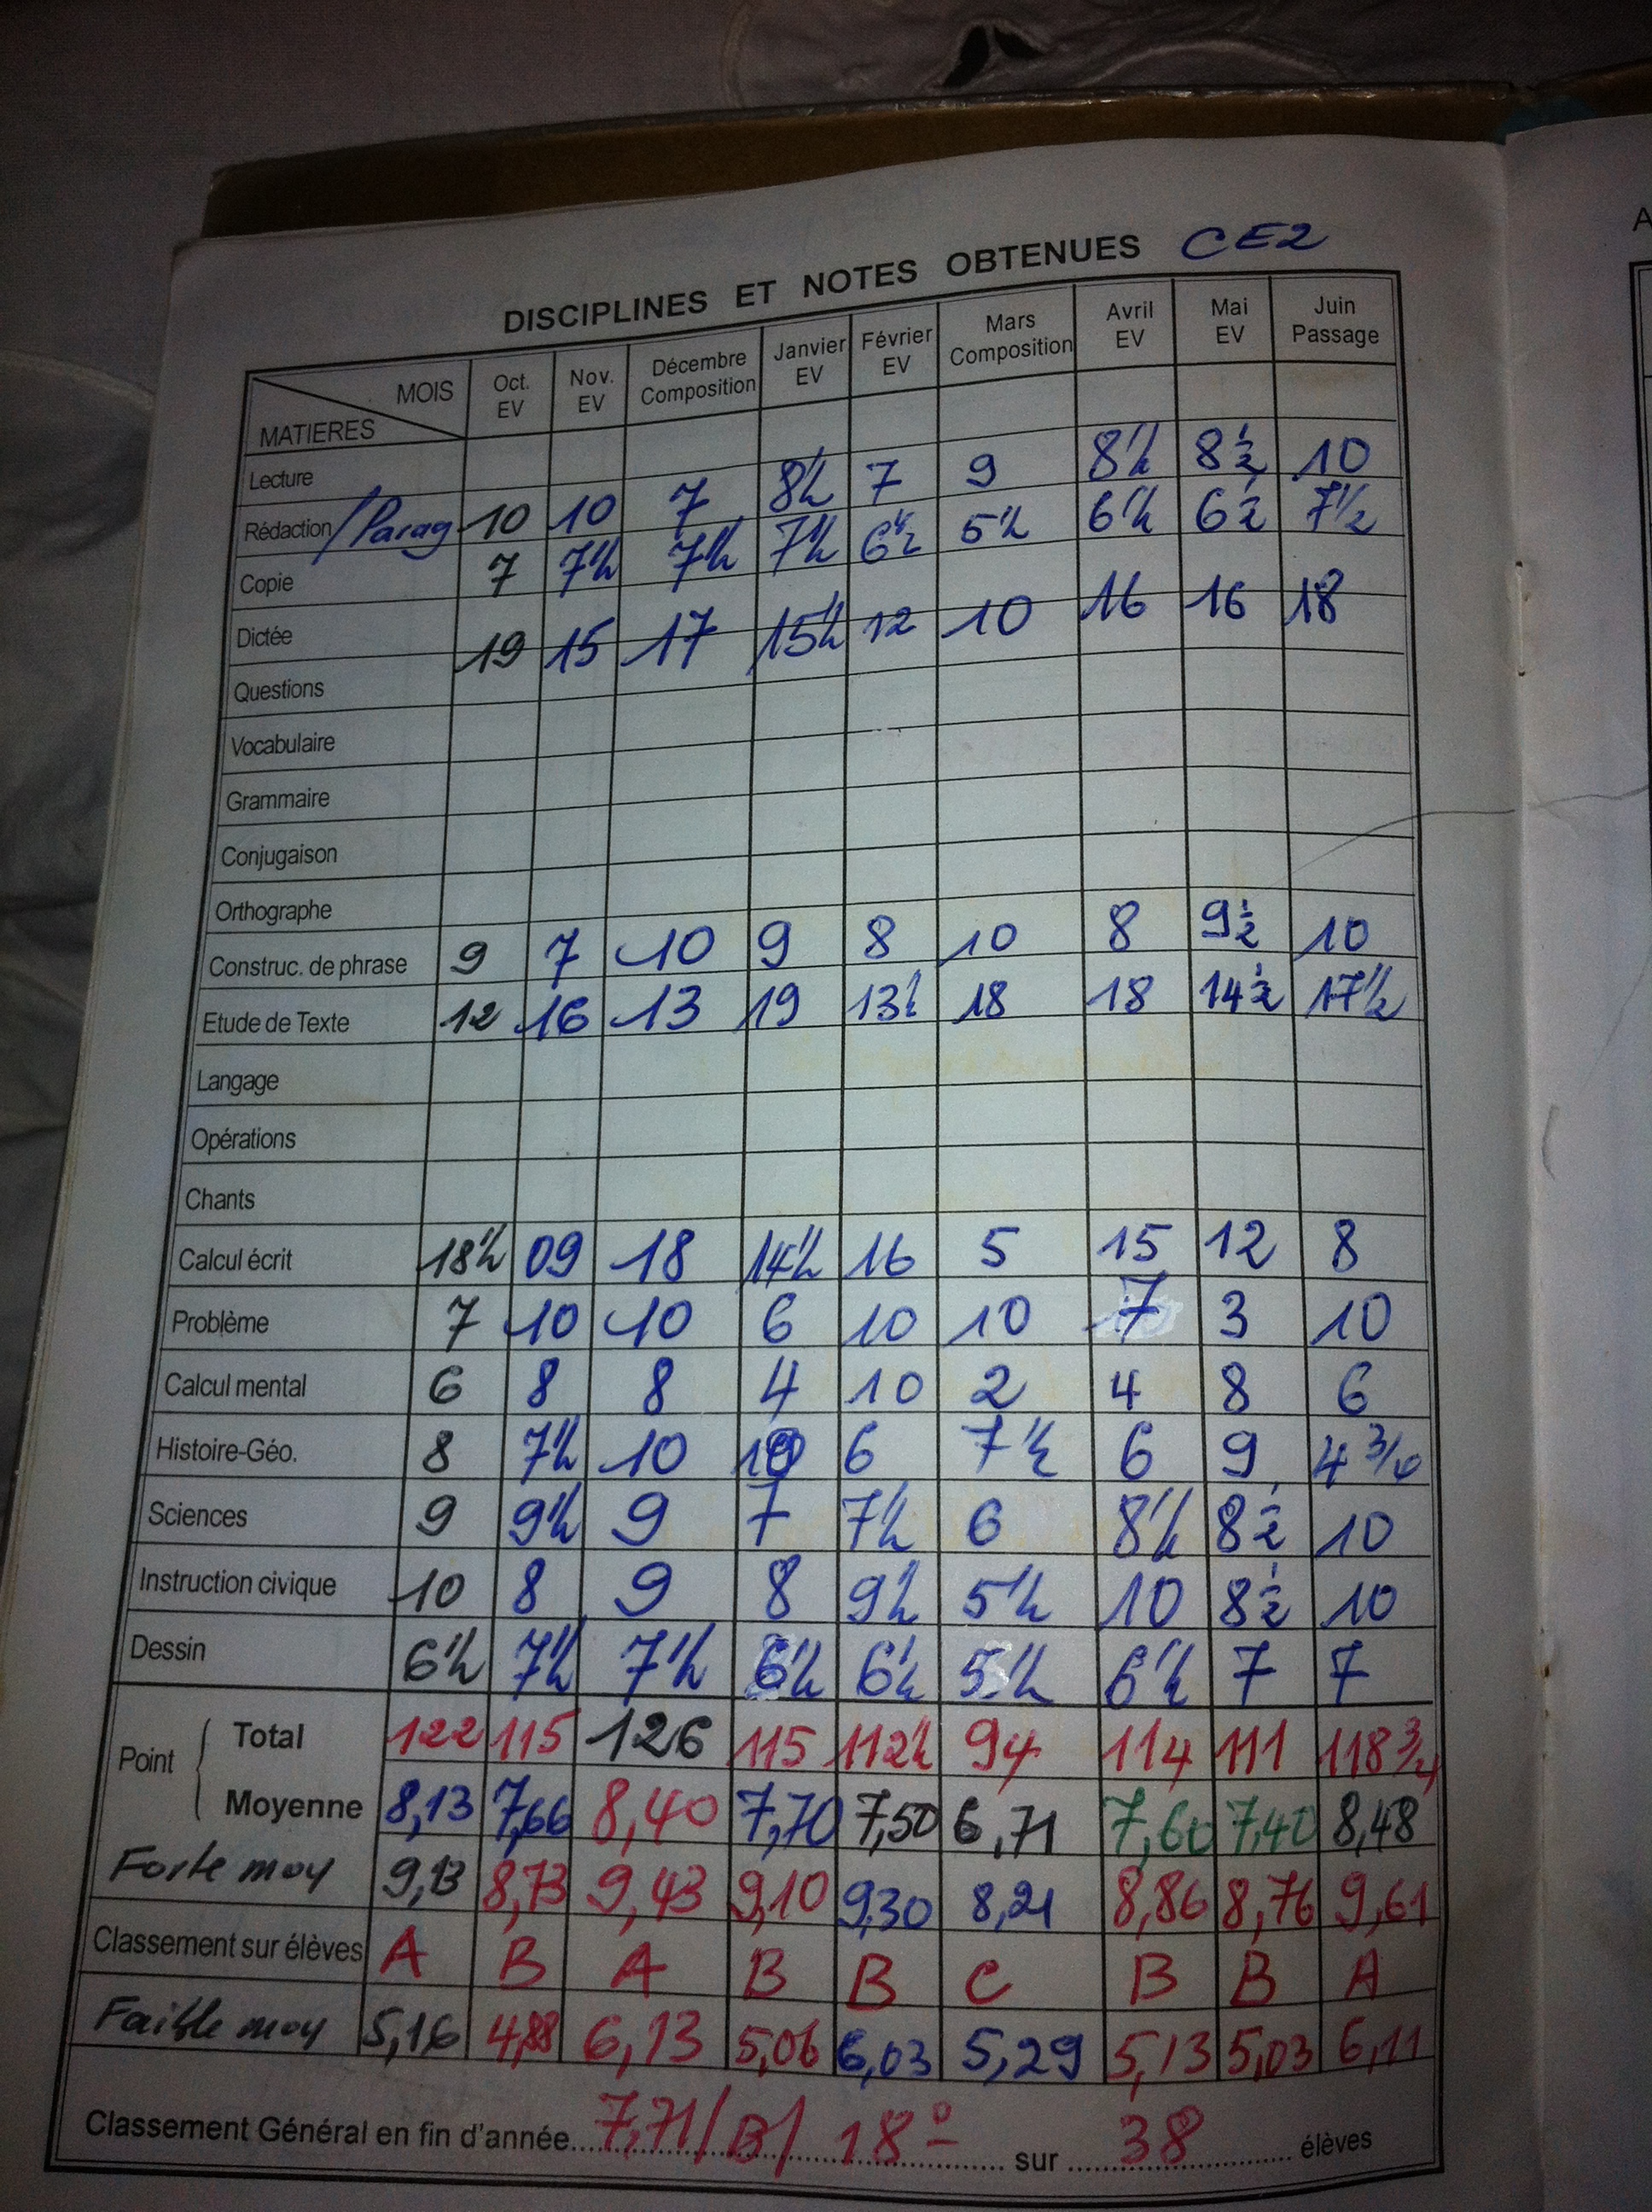 DISCIPLINES ET NOTES OBTENUES CE2
MATIERES MOIS Oct. EV Nov. EV Décembre Composition Janvier EV Février EV Mars Composition Avril EV Mai EV Juin Passage
Lecture
Rédaction/Parag 10 10 7 8½ 7 9 8½ 8½ 10
Copie 7 7½ 7½ 7½ 6½ 5½ 6½ 6½ 7½
Dictée 19 15 17 15½ 12 10 16 16 18
Questions
Vocabulaire
Grammaire
Conjugaison
Orthographe
Construc. de phrase 9 7 10 9 8 10 8 9½ 10
Etude de Texte 12 16 13 19 13½ 18 18 14½ 17½
Langage
Opérations
Chants
Calcul écrit 18½ 09 18 14½ 16 5 15 12 8
Problème 7 10 10 6 10 10 7 3 10
Calcul mental 6 8 8 4 10 2 4 8 6
Histoire-Géo. 8 7½ 10 6 7½ 6 9
Sciences 9 9½ 9 7 7½ 6 8½ 8½ 10
Instruction civique 10 8 9 8 9½ 5½ 10 8½ 10
Dessin 6½ 7½ 7½ 6½ 6½ 5½ 6½ 7 7
Point Total 122 115 126 115 112½ 94 114 111 118¾
Moyenne 8,13 7,66 8,40 7,70 7,50 6,71 7,60 7,40 8,48
Forte moy 9,13 8,73 9,43 9,10 9,30 8,21 8,86 8,76 9,61
Classement sur élèves A B A B B C B B A
Faible moy 5,16 4,88 6,13 5,06 6,03 5,29 5,13 5,03 6,11
Classement Général en fin d'année 7,71/B/ 18° sur 38 élèves
A